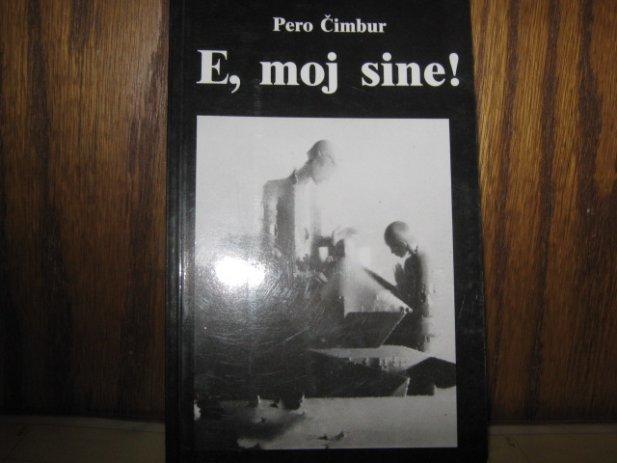 Pero Čimbur
E, moj sine!